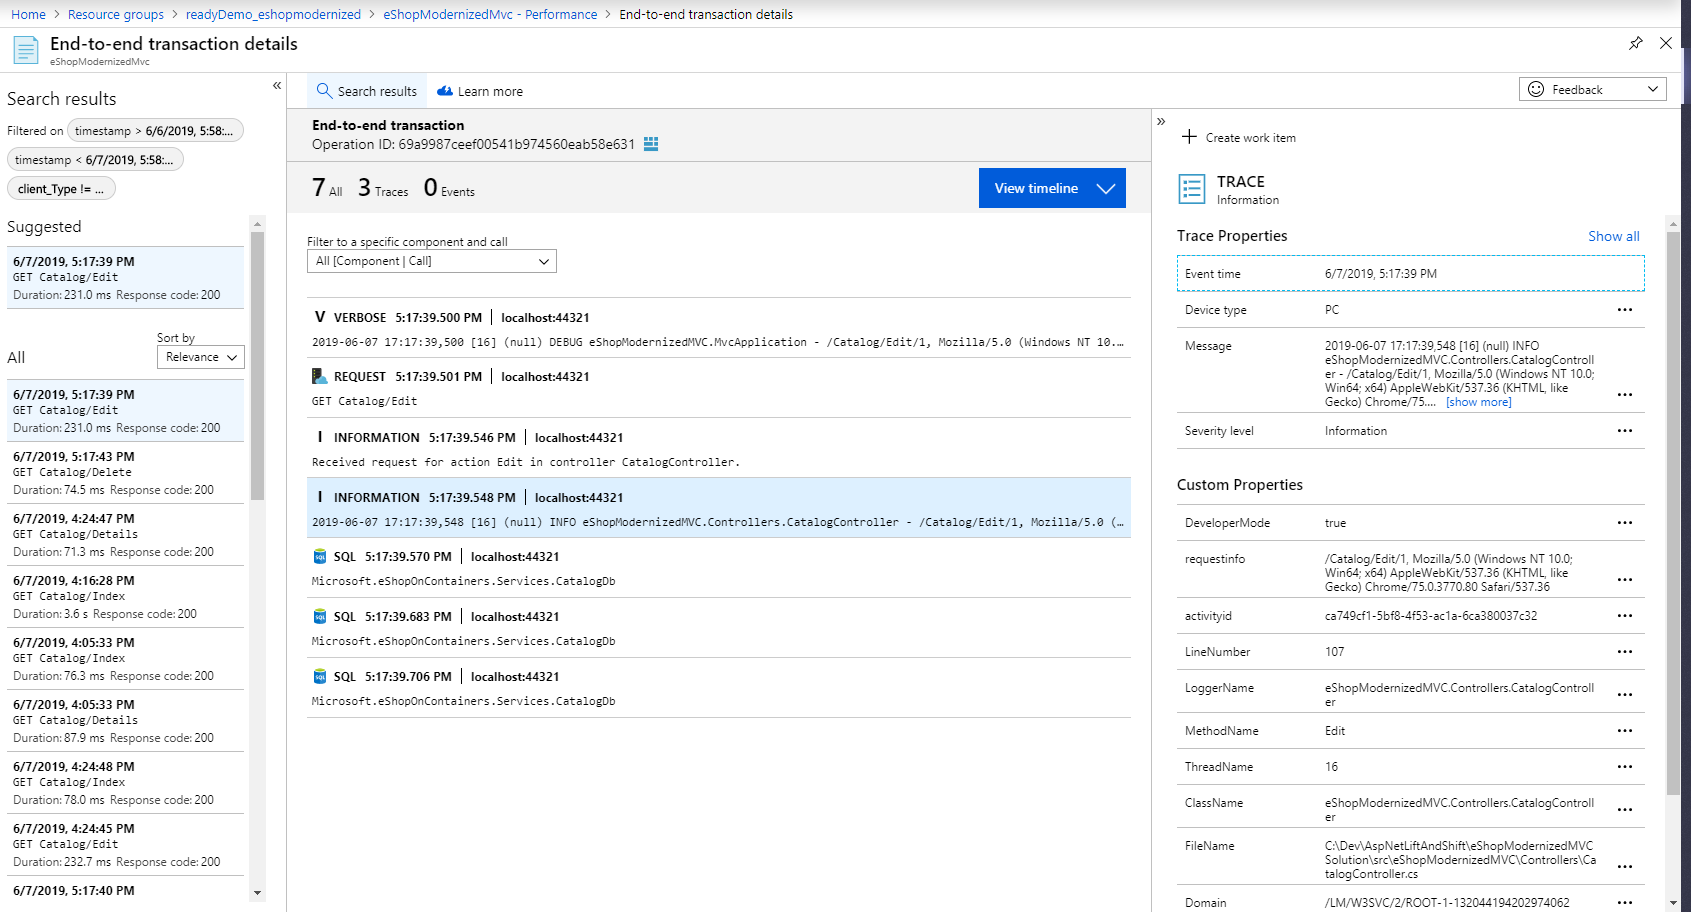 Home > Resource groups > readyDemo_eshopmodernized > eShopModernizedMvc - Performance > End-to-end transaction details
End-to-end transaction details
eShopModernizedMvc
«
Search results
Filtered on timestamp > 6/6/2019, 5:58:...
timestamp < 6/7/2019, 5:58:...
client_Type != ...
Suggested
6/7/2019, 5:17:39 PM
GET Catalog/Edit
Duration: 231.0 ms Response code: 200
Sort by
All
Relevance
6/7/2019, 5:17:39 PM
GET Catalog/Edit
Duration: 231.0 ms Response code: 200
6/7/2019, 5:17:43 PM
GET Catalog/Delete
Duration: 74.5 ms Response code: 200
6/7/2019, 4:24:47 PM
GET Catalog/Details
Duration: 71.3 ms Response code: 200
6/7/2019, 4:16:28 PM
GET Catalog/Index
Duration: 3.6 s Response code: 200
6/7/2019, 4:05:33 PM
GET Catalog/Index
Duration: 76.3 ms Response code: 200
6/7/2019, 4:05:33 PM
GET Catalog/Details
Duration: 87.9 ms Response code: 200
6/7/2019, 4:24:48 PM
GET Catalog/Index
Duration: 78.0 ms Response code: 200
6/7/2019, 4:24:45 PM
GET Catalog/Edit
Duration: 232.7 ms Response code: 200
6/7/2019, 5:17:40 PM
Search results
Learn more
Feedback
End-to-end transaction
Operation ID: 69a9987ceef00541b974560eab58e631
7 All 3 Traces 0 Events
View timeline
Filter to a specific component and call
All [Component | Call]
V VERBOSE 5:17:39.500 PM | localhost:44321
2019-06-07 17:17:39,500 [16] (null) DEBUG eShopModernizedMVC.MvcApplication - /Catalog/Edit/1, Mozilla/5.0 (Windows NT 10....
REQUEST 5:17:39.501 PM | localhost:44321
GET Catalog/Edit
I INFORMATION 5:17:39.546 PM | localhost:44321
Received request for action Edit in controller CatalogController.
I INFORMATION 5:17:39.548 PM | localhost:44321
2019-06-07 17:17:39,548 [16] (null) INFO eShopModernizedMVC.Controllers.CatalogController - /Catalog/Edit/1, Mozilla/5.0 (...
SQL SQL 5:17:39.570 PM | localhost:44321
Microsoft.eShopOnContainers.Services.CatalogDb
SQL SQL 5:17:39.683 PM | localhost:44321
Microsoft.eShopOnContainers.Services.CatalogDb
SQL SQL 5:17:39.706 PM | localhost:44321
Microsoft.eShopOnContainers.Services.CatalogDb
»
Create work item
TRACE
Information
Trace Properties
Show all
Event time 6/7/2019, 5:17:39 PM
Device type PC ...
Message 2019-06-07 17:17:39,548 [16] (null) INFO
eShopModernizedMVC.Controllers.CatalogControll
er - /Catalog/Edit/1, Mozilla/5.0 (Windows NT 10.0;
Win64; x64) AppleWebKit/537.36 (KHTML, like
Gecko) Chrome/75.... [show more] ...
Severity level Information ...
Custom Properties
DeveloperMode true ...
requestinfo /Catalog/Edit/1, Mozilla/5.0 (Windows NT 10.0;
Win64; x64) AppleWebKit/537.36 (KHTML, like
Gecko) Chrome/75.0.3770.80 Safari/537.36 ...
activityid ca749cf1-5bf8-4f53-ac1a-6ca380037c32 ...
LineNumber 107 ...
LoggerName eShopModernizedMVC.Controllers.CatalogControll
er ...
MethodName Edit ...
ThreadName 16 ...
ClassName eShopModernizedMVC.Controllers.CatalogControll
er ...
FileName C:\Dev\AspNetLiftAndShift\eShopModernizedMVC
Solution\src\eShopModernizedMVC\Controllers\Ca
talogController.cs ...
Domain /LM/W3SVC/2/ROOT-1-132044194202974062 ...